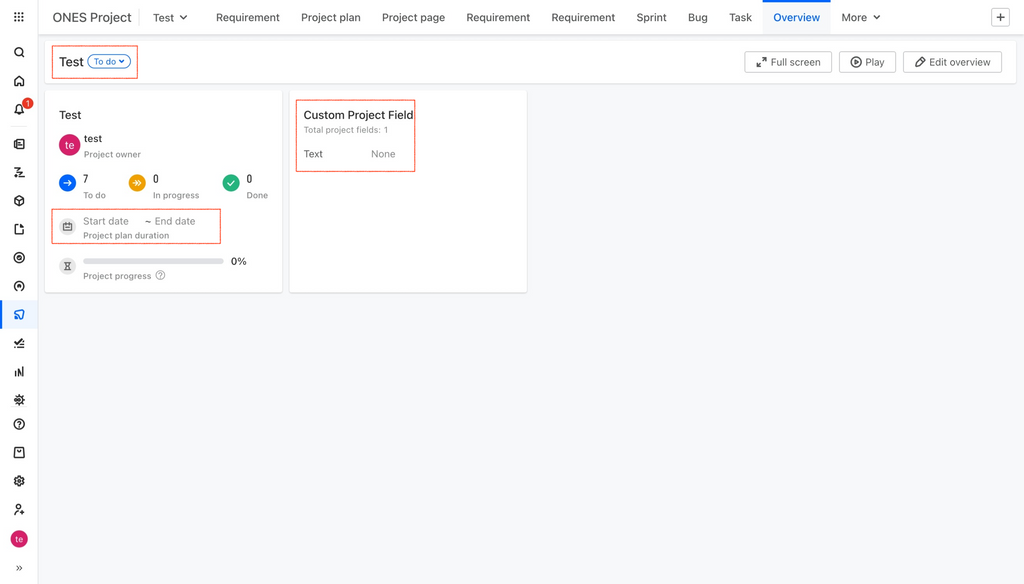 ONES Project Test Requirement Project plan Project page Requirement Requirement Sprint Bug Task Overview More
1
Test To do Full screen Play Edit overview
Test
te test
Project owner
7 0 0
To do In progress Done
Start date ~ End date
Project plan duration
0%
Project progress
Custom Project Field
Total project fields: 1
Text None
te